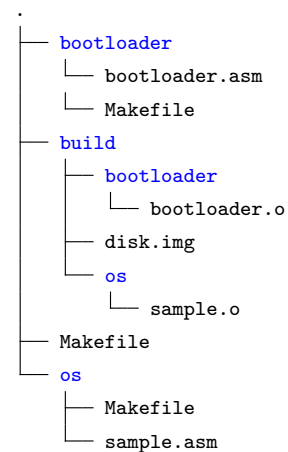 .
bootloader
bootloader.asm
Makefile
build
bootloader
bootloader.o
disk.img
os
sample.o
Makefile
os
Makefile
sample.asm